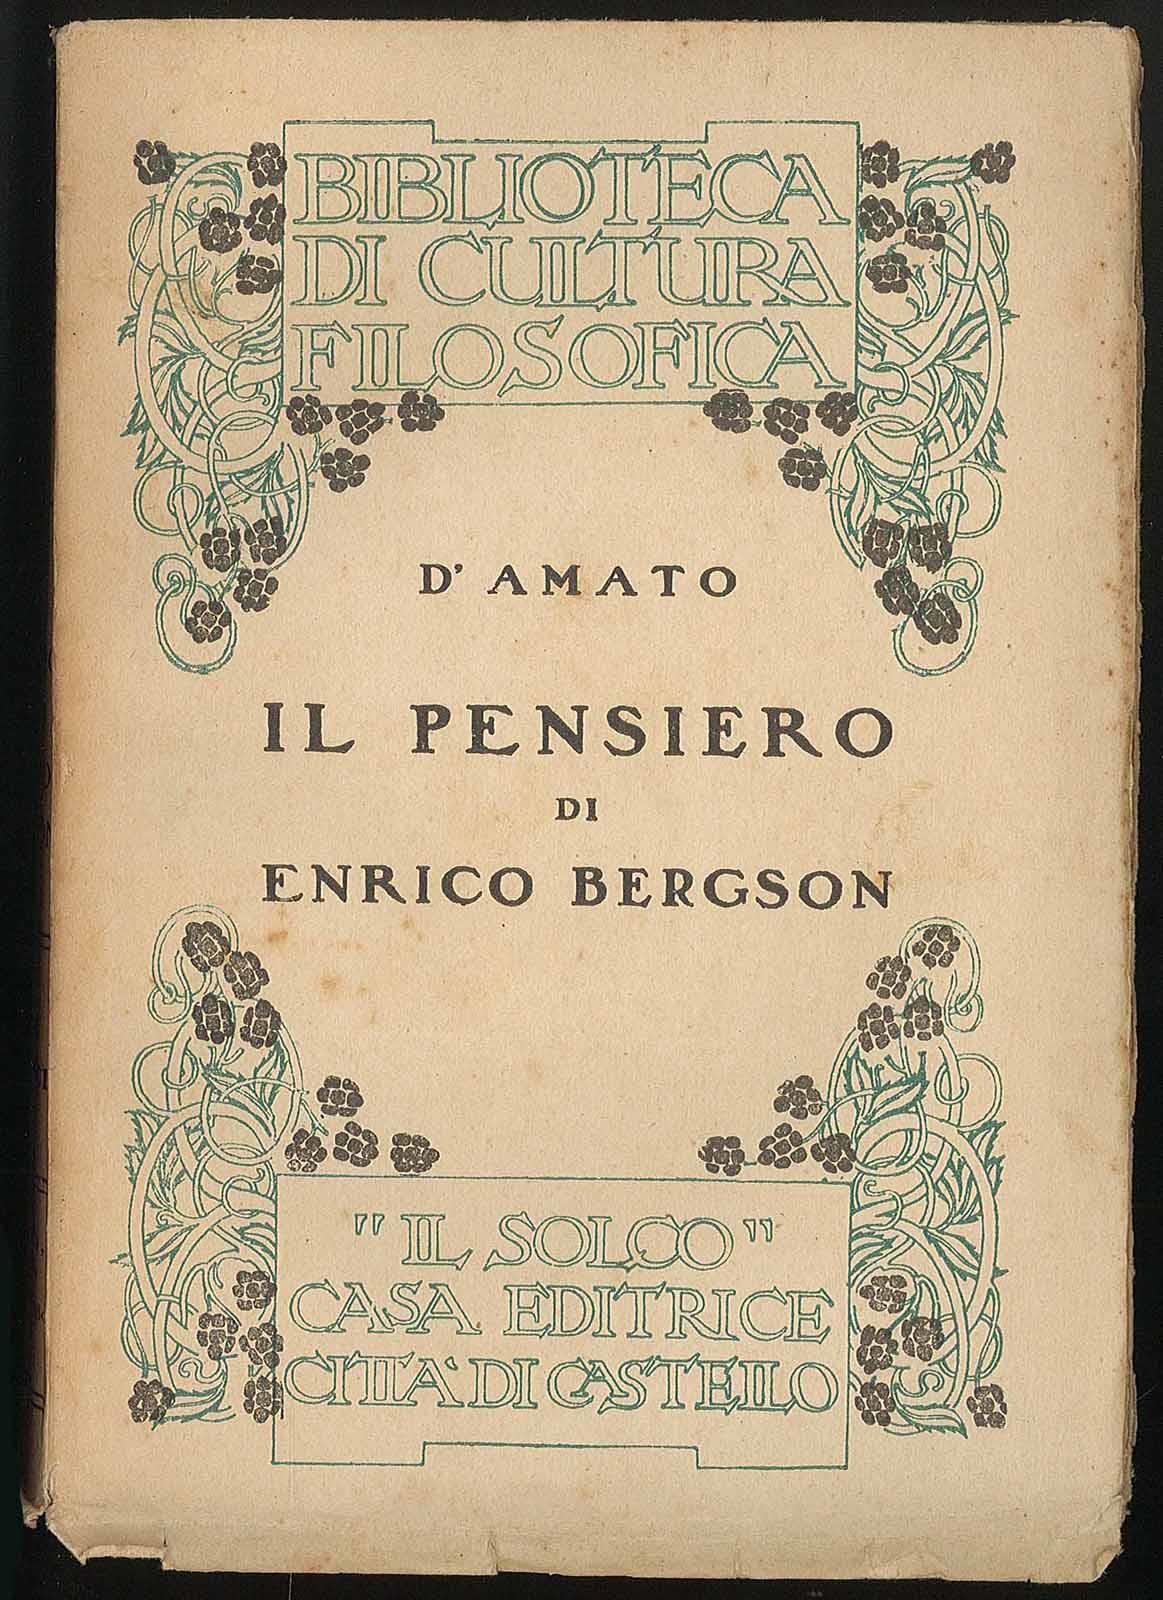 BIBLIOTECA
DI CULTURA
FILOSOFICA
D'AMATO
IL PENSIERO
DI
ENRICO BERGSON
"IL SOLCO"
CASA EDITRICE
CITTA' DI CASTELLO